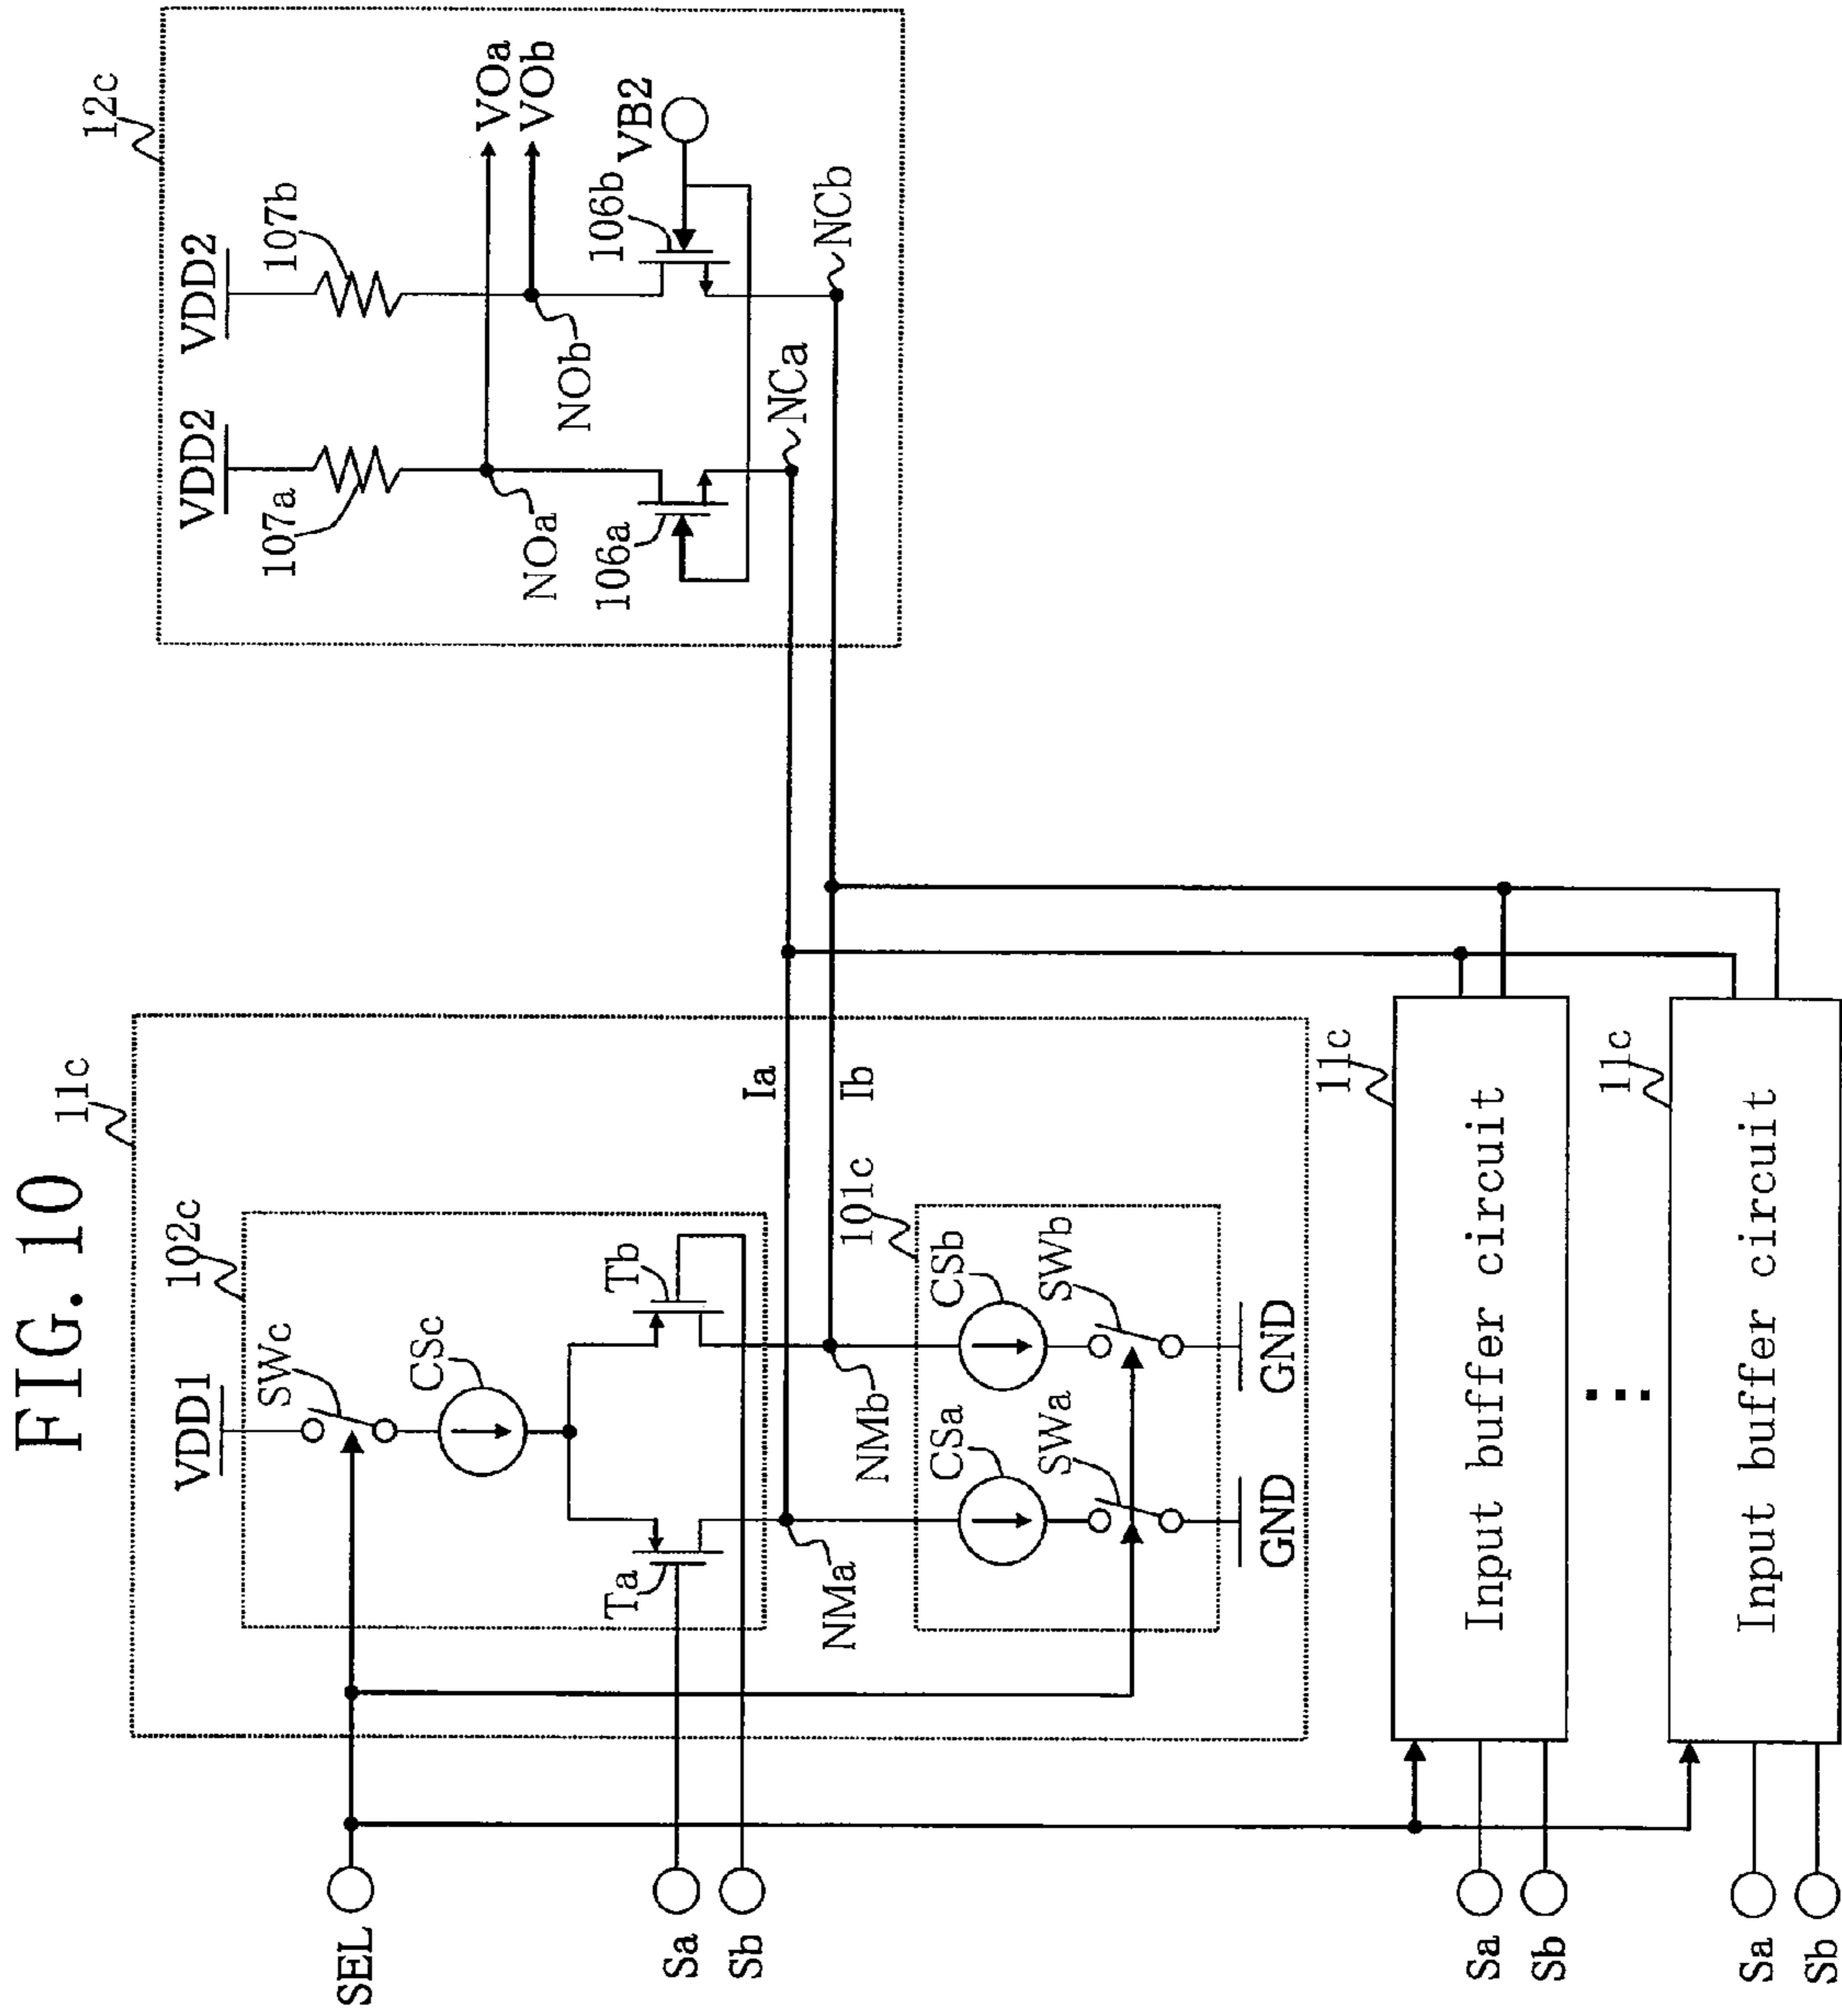 FIG. 10
11c
102c
VDD1
SWc
CSc
Ta
Tb
NMa
NMb
Ia
Ib
101c
CSa
CSb
SWa
SWb
GND
GND
SEL
Sa
Sb
12c
VDD2
VDD2
107a
107b
NOa
NOb
VOa
VOb
106a
106b
VB2
NCa
NCb
11c
Input buffer circuit
Sa
Sb
11c
Input buffer circuit
Sa
Sb